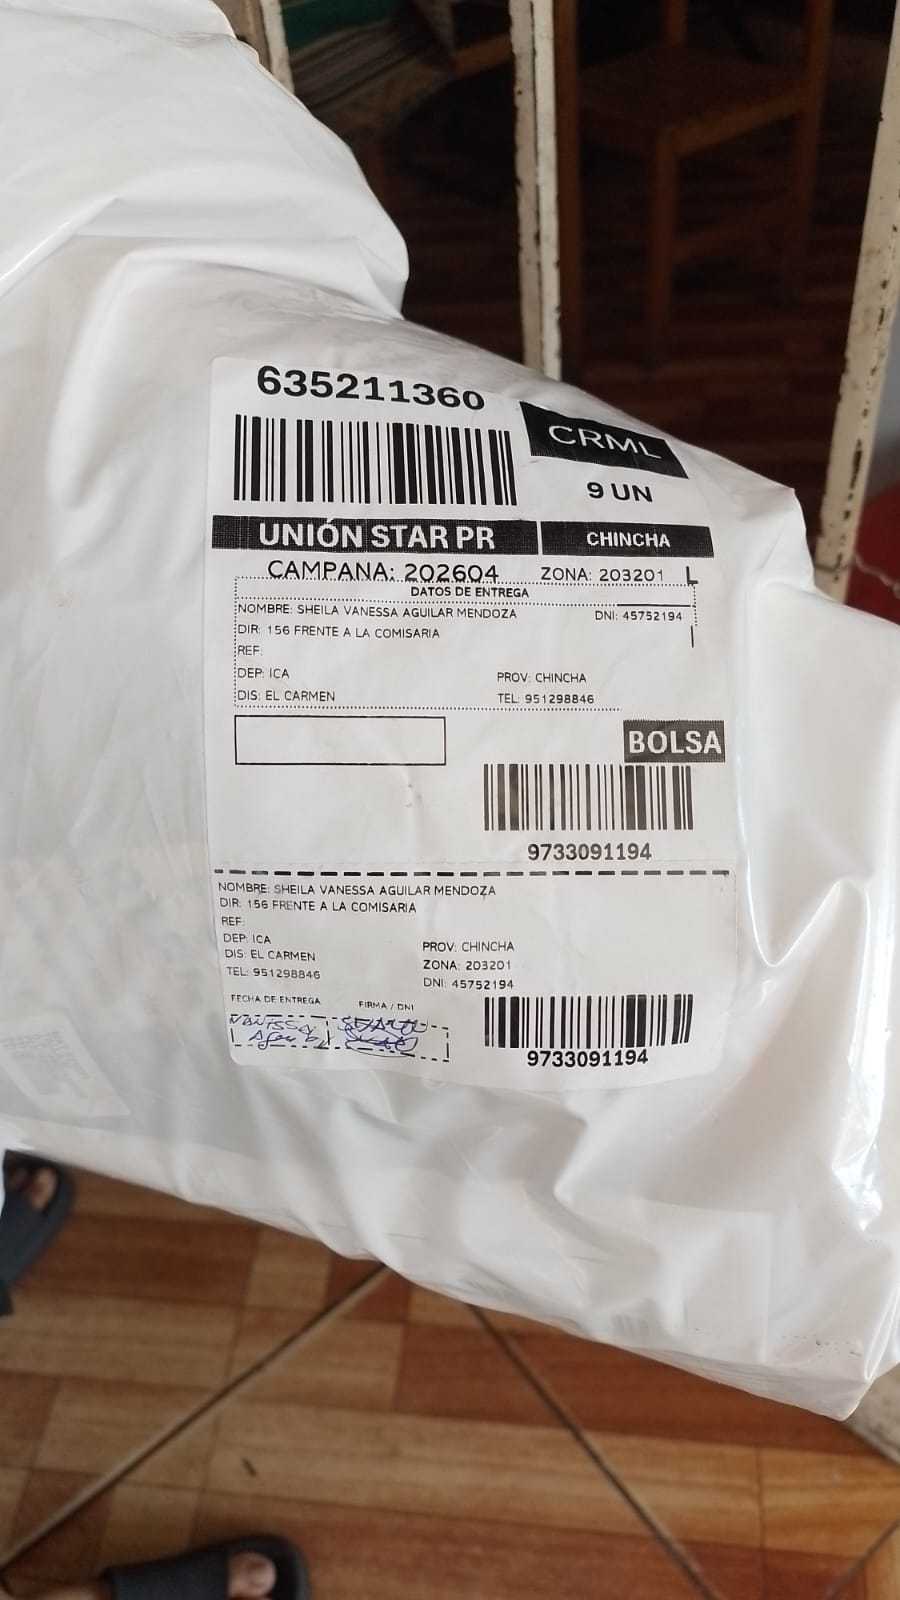 635211360
CRML
9 UN
UNIÓN STAR PR
CHINCHA
CAMPANA: 202604
ZONA: 203201 L
DATOS DE ENTREGA
NOMBRE: SHEILA VANESSA AGUILAR MENDOZA DNI: 45752194
DIR: 156 FRENTE A LA COMISARIA
REF:
DEP: ICA PROV: CHINCHA
DIS: EL CARMEN TEL: 951298846
BOLSA
9733091194
NOMBRE: SHEILA VANESSA AGUILAR MENDOZA
DIR: 156 FRENTE A LA COMISARIA
REF:
DEP: ICA PROV: CHINCHA
DIS: EL CARMEN ZONA: 203201
TEL: 951298846 DNI: 45752194
FECHA DE ENTREGA FIRMA / DNI
9733091194